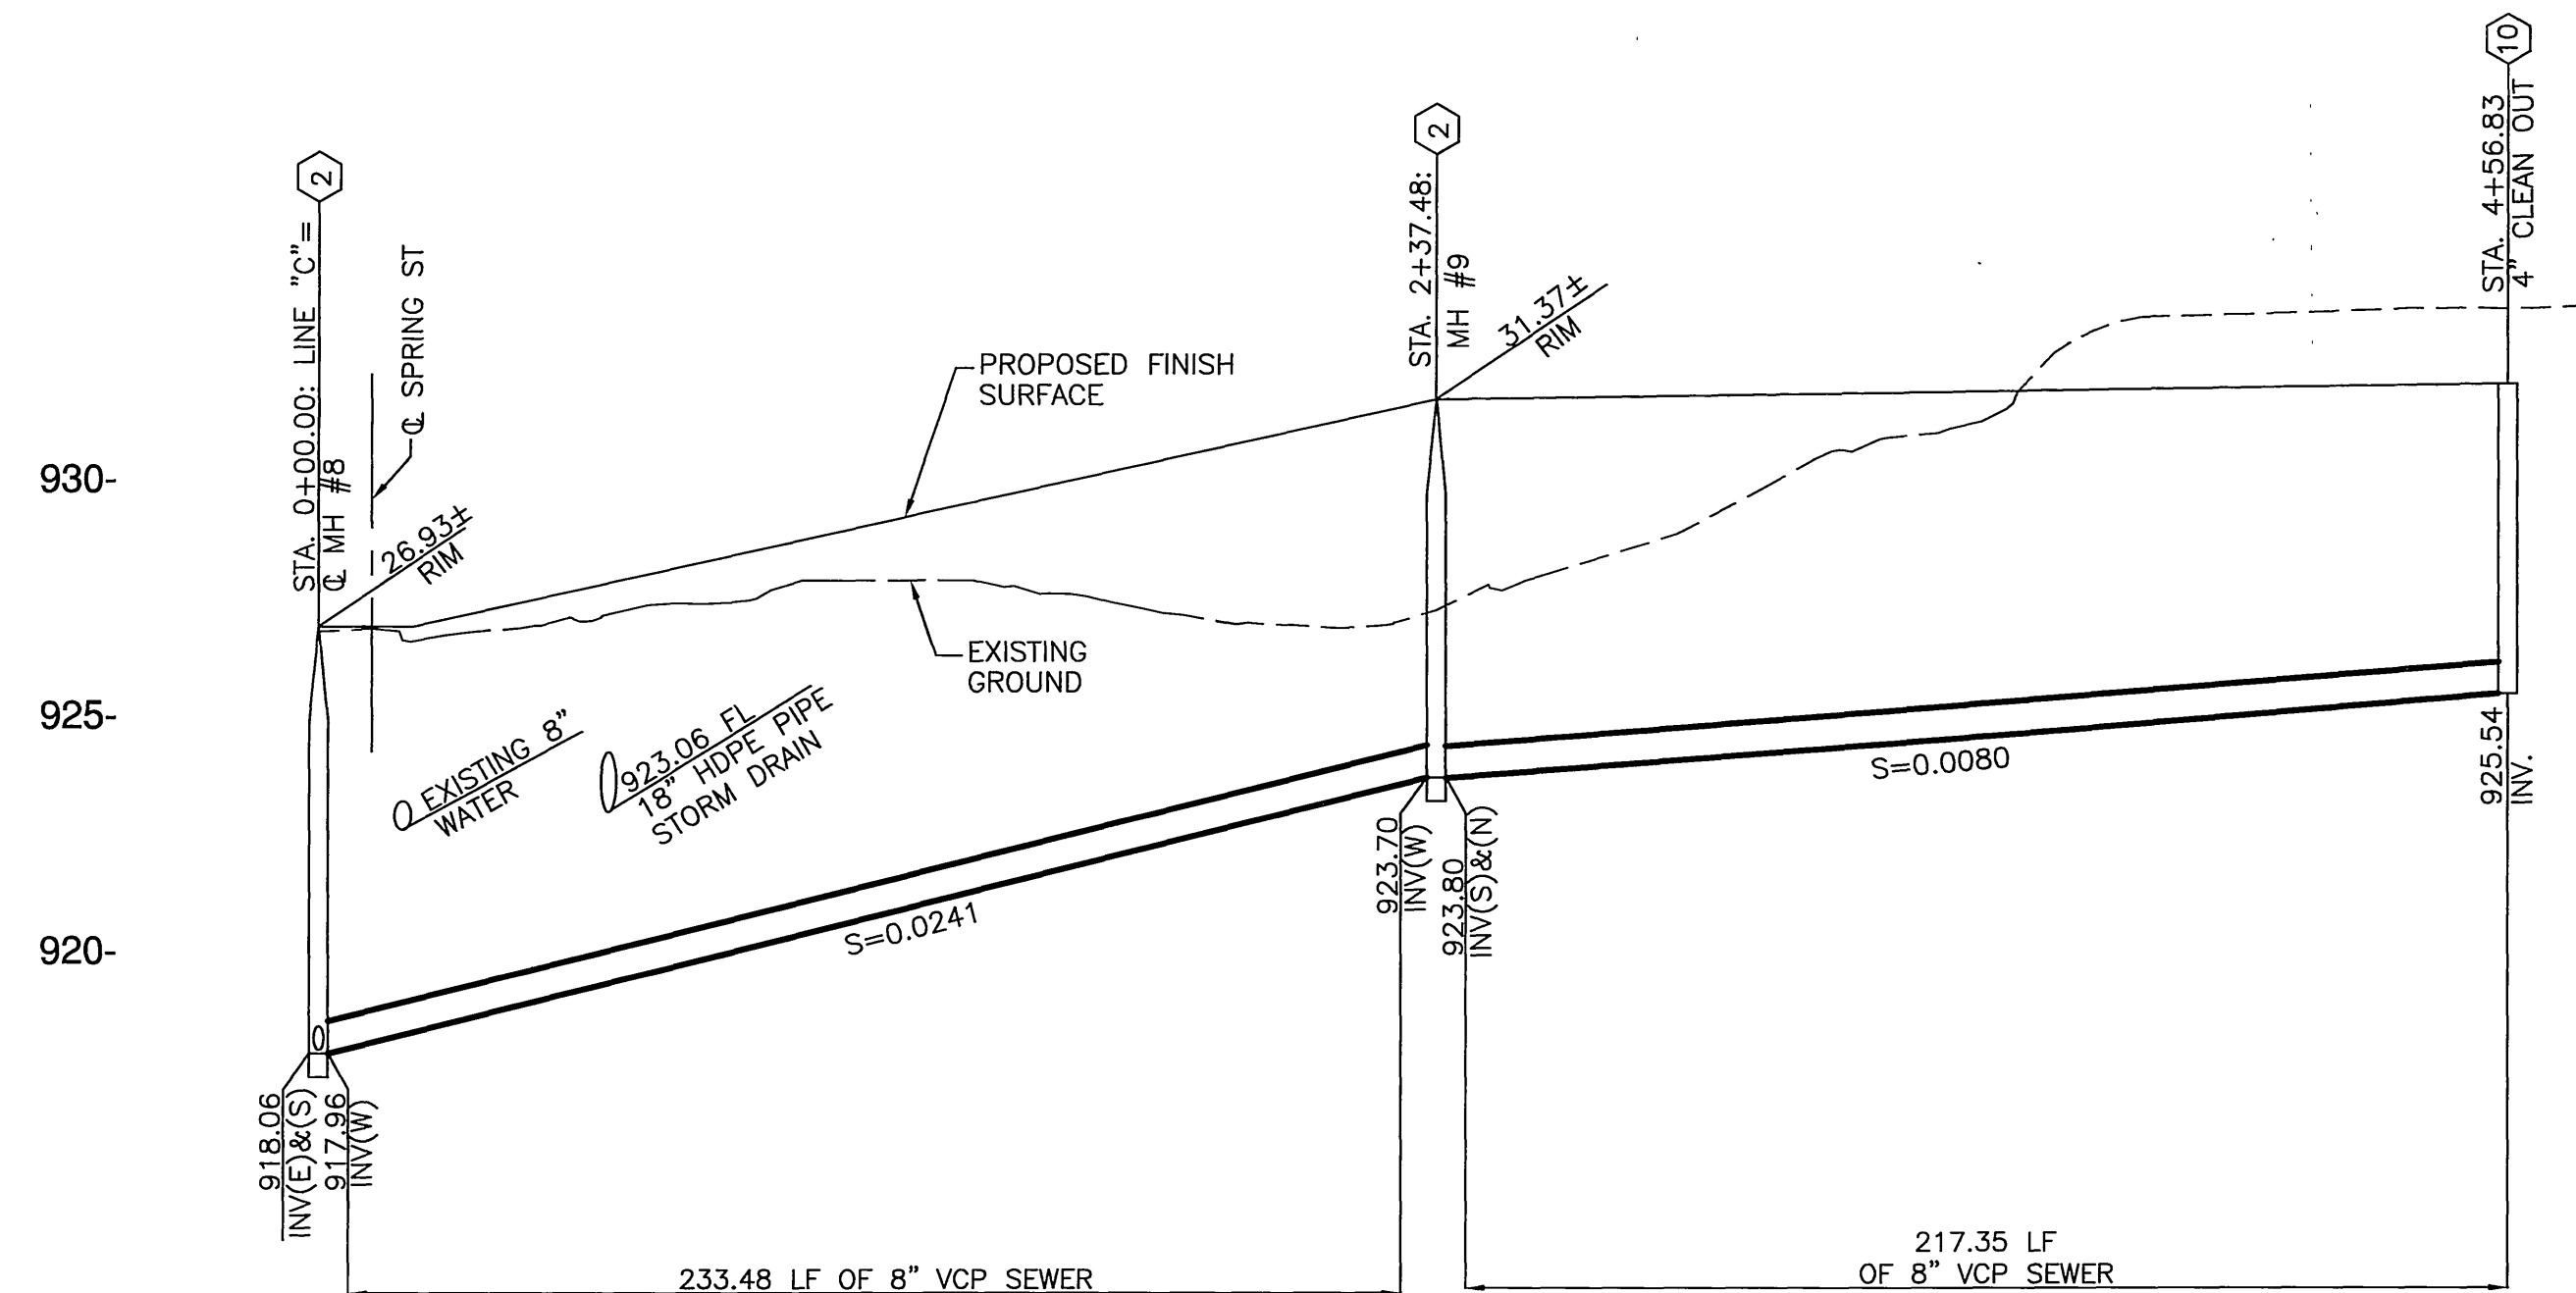 2
STA. 0+00.00: LINE "C"=
℄ MH #8
℄ SPRING ST
26.93±
RIM
PROPOSED FINISH
SURFACE
2
STA. 2+37.48:
MH #9
31.37±
RIM
10
STA. 4+56.83
4" CLEAN OUT
930-
925-
920-
EXISTING
GROUND
EXISTING 8"
WATER
923.06 FL
18" HDPE PIPE
STORM DRAIN
S=0.0241
S=0.0080
918.06
INV(E)&(S)
917.96
INV(W)
923.70
INV(W)
923.80
INV(S)&(N)
925.54
INV.
233.48 LF OF 8" VCP SEWER
217.35 LF
OF 8" VCP SEWER